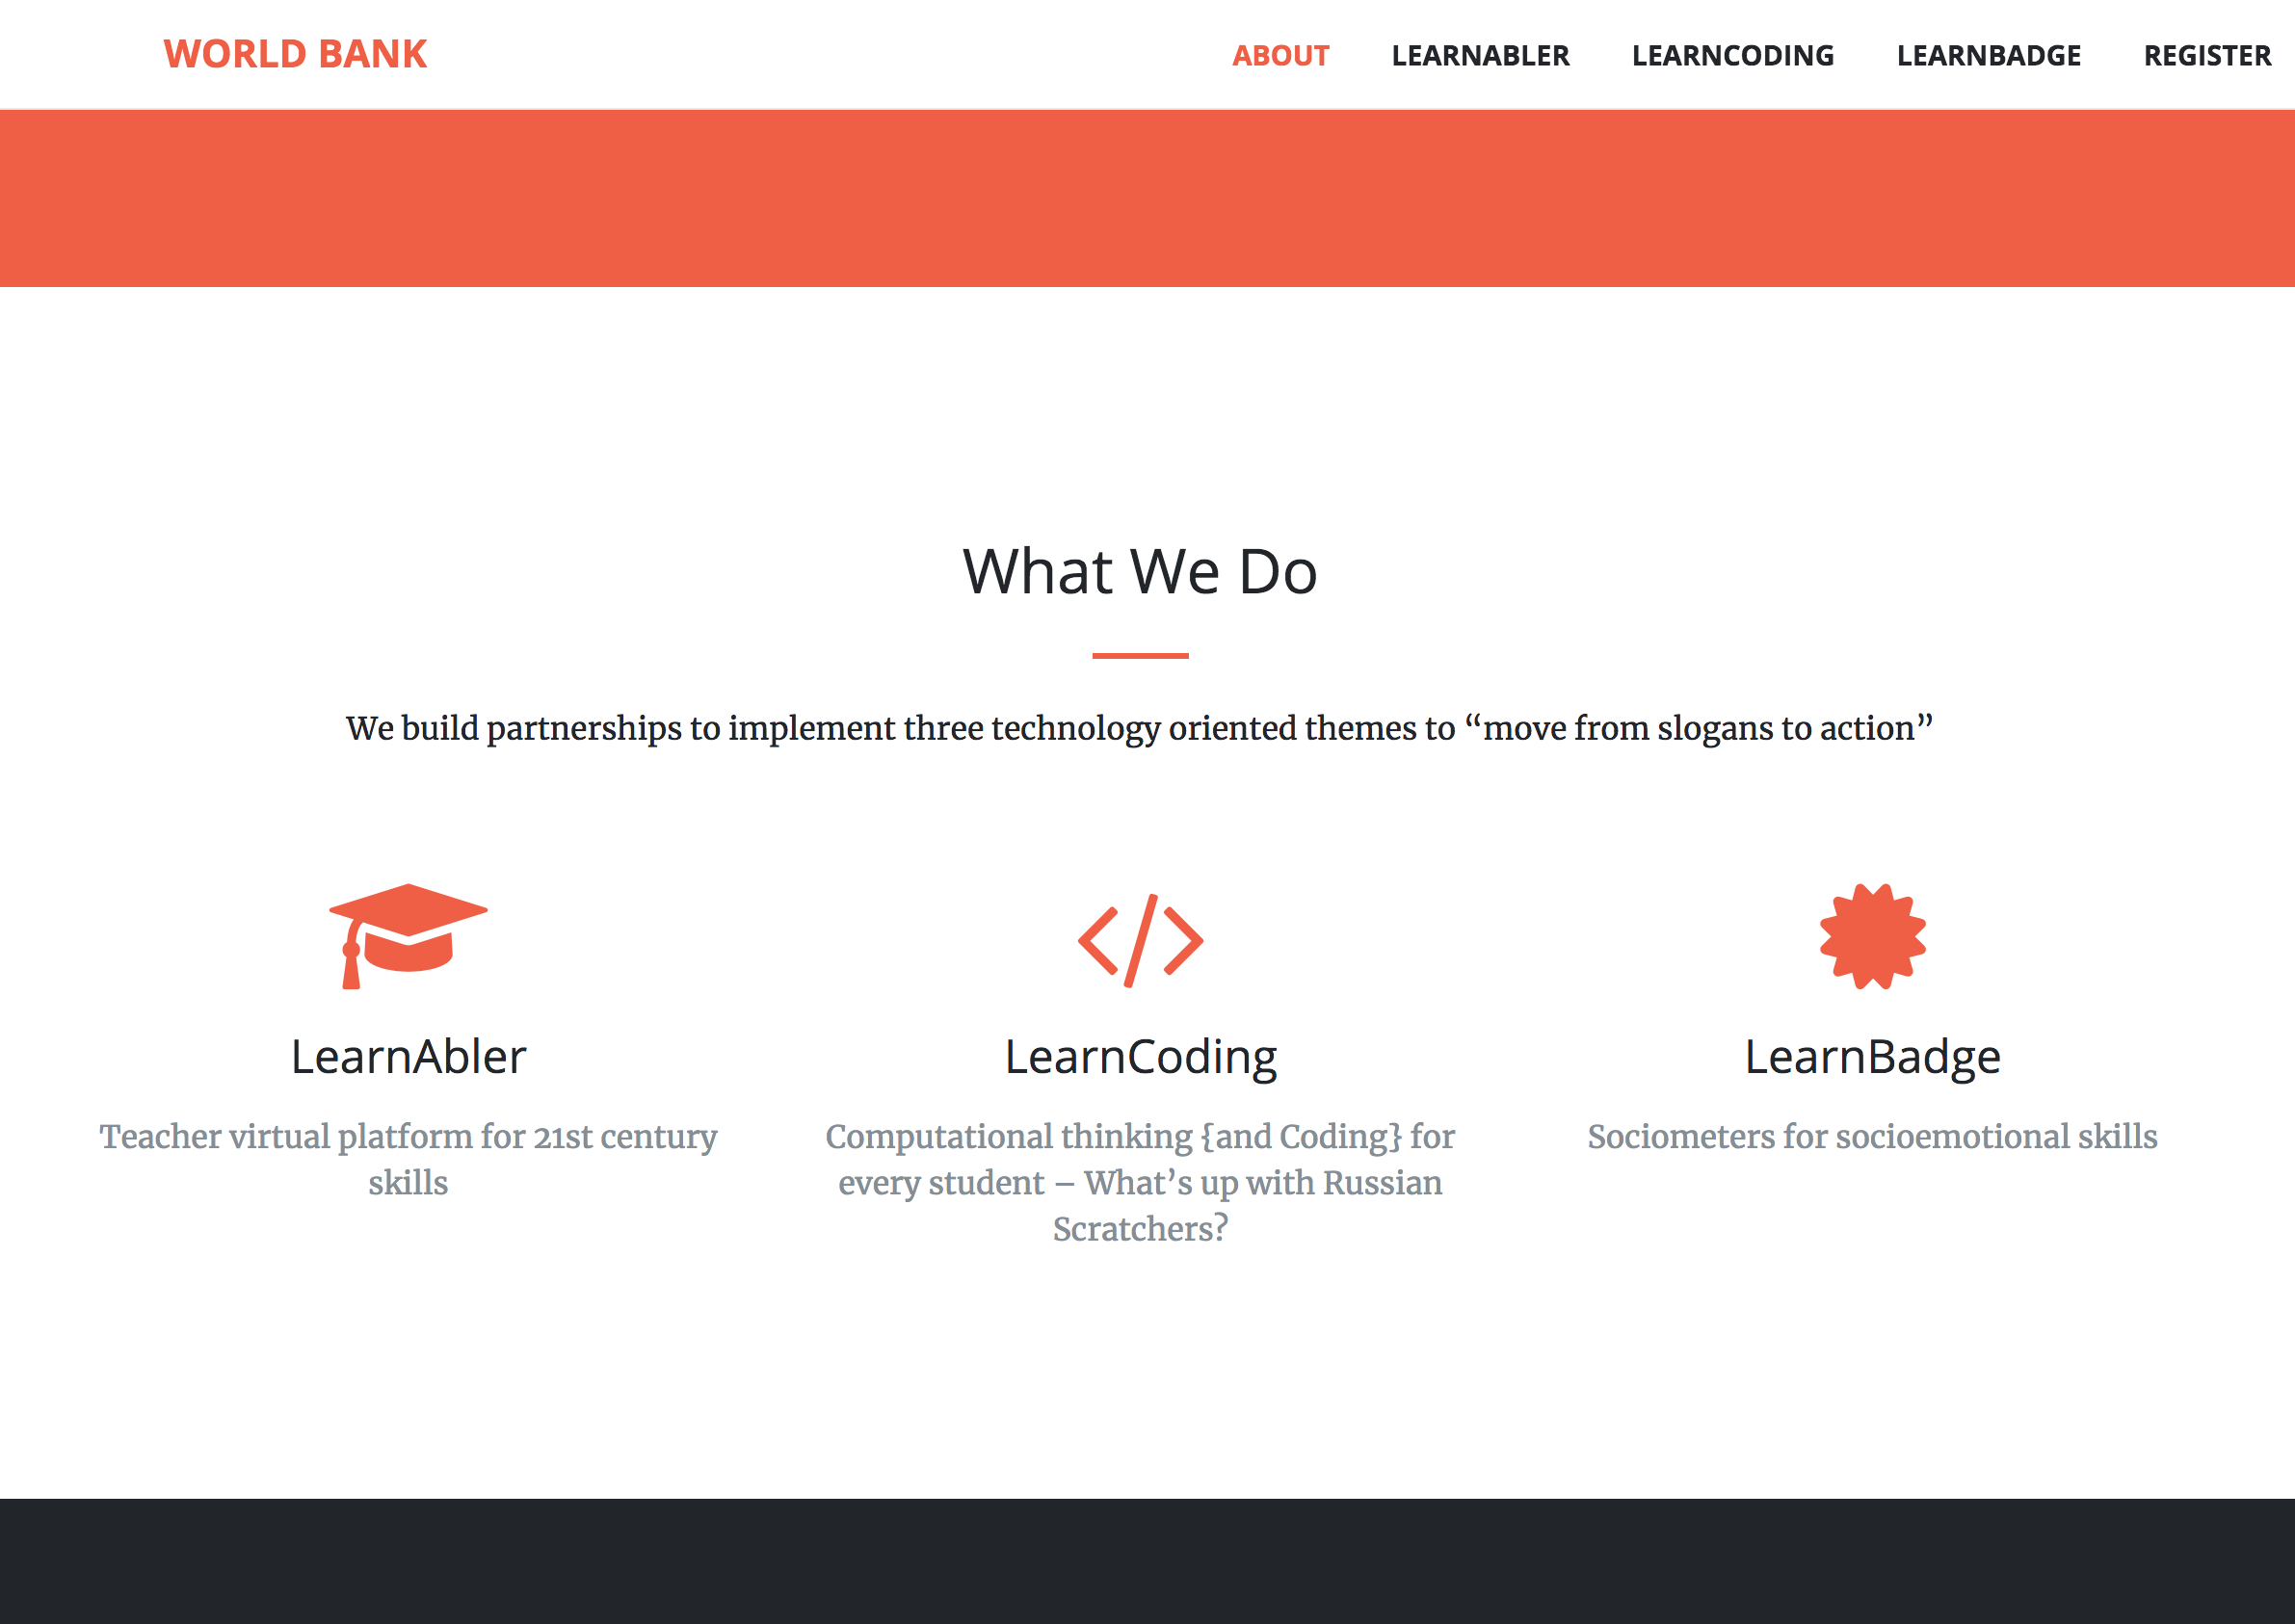 WORLD BANK
ABOUT LEARNABLER LEARNCODING LEARNBADGE REGISTER
What We Do
We build partnerships to implement three technology oriented themes to “move from slogans to action”
LearnAbler
Teacher virtual platform for 21st century
skills
LearnCoding
Computational thinking {and Coding} for
every student – What’s up with Russian
Scratchers?
LearnBadge
Sociometers for socioemotional skills